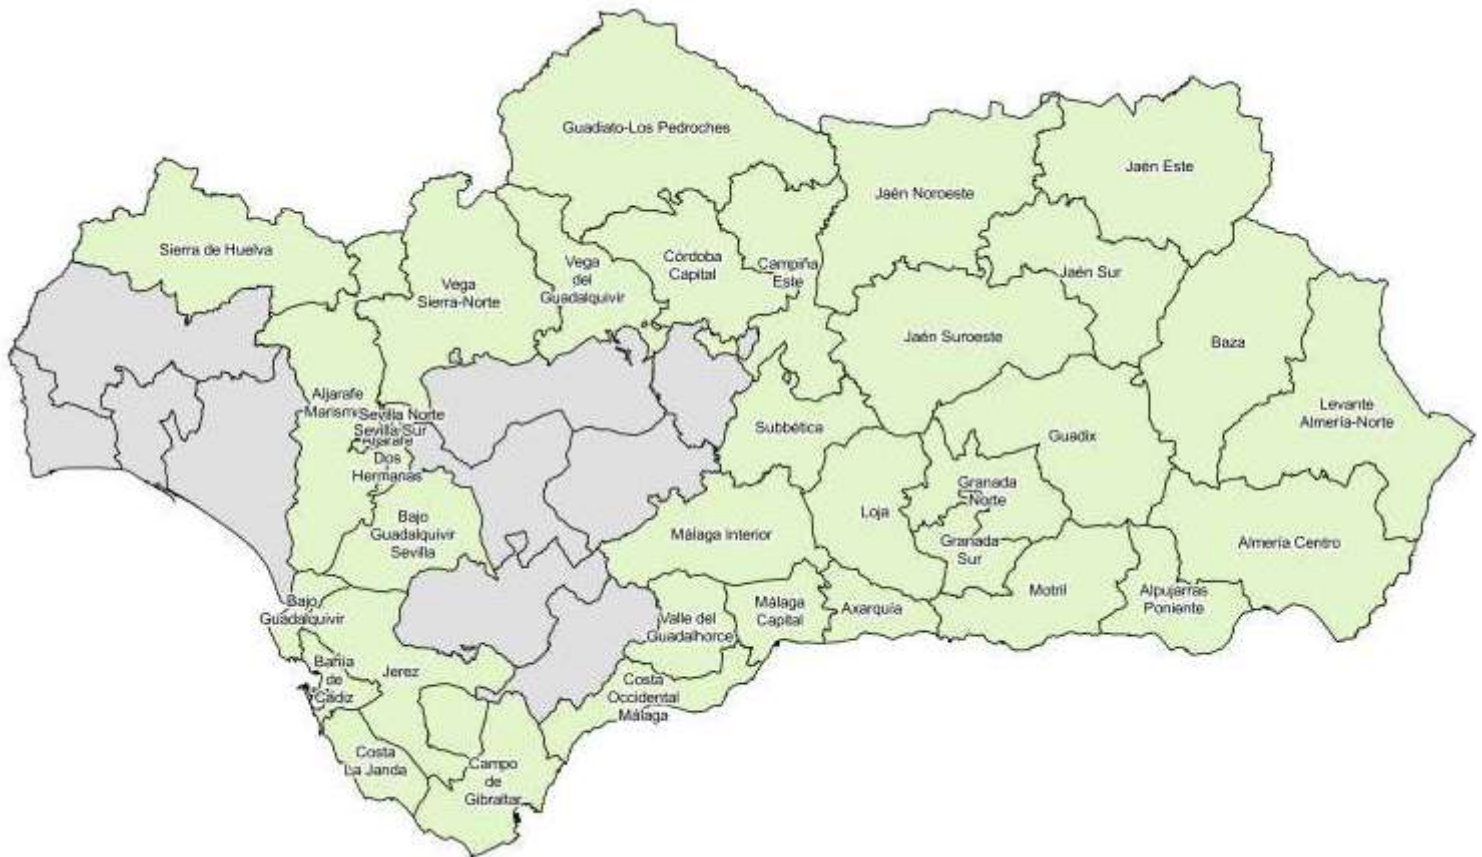 Guadiato-Los Pedroches
Jaén Este
Jaén Noroeste
Sierra de Huelva
Vega
Sierra-Norte
Vega
del
Guadalquivir
Córdoba
Capital
Campiña
Este
Jaén Sur
Jaén Suroeste
Baza
Aljarafe
Sevilla Norte
Sevilla Sur
Aljarafe
Dos
Hermanas
Subbética
Guadix
Levante
Almería-Norte
Granada
Norte
Loja
Bajo
Guadalquivir
Sevilla
Málaga Interior
Granada
Sur
Almería Centro
Bajo
Guadalquivir
Valle del
Guadalhorce
Málaga
Capital
Axarquía
Motril
Alpujarras
Poniente
Bahía
de
Cádiz
Jerez
Costa
Occidental
Málaga
Costa
La Janda
Campo
de
Gibraltar